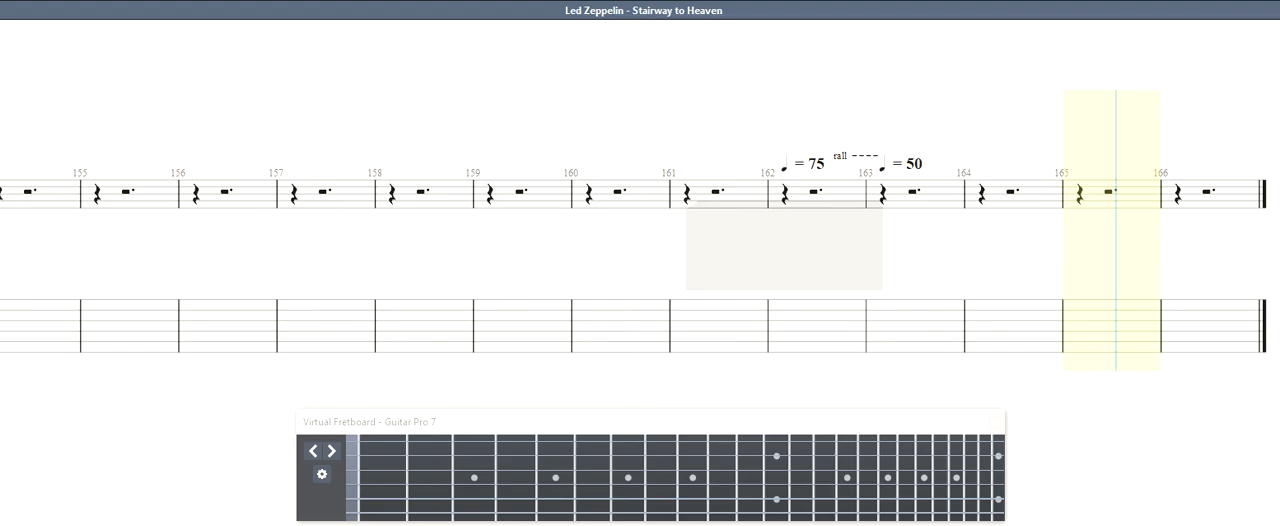 Led Zeppelin - Stairway to Heaven
= 75 rall = 50
155 156 157 158 159 160 161 162 163 164 165 166
Virtual Fretboard - Guitar Pro 7